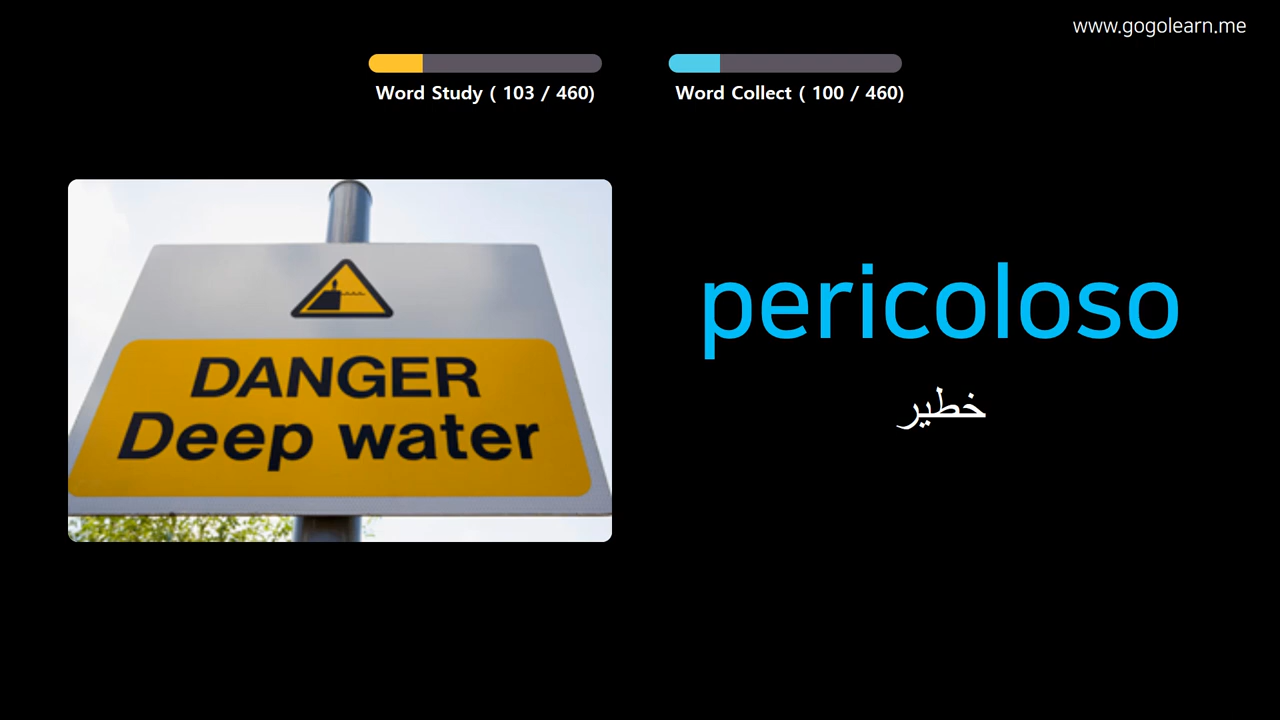 www.gogolearn.me
Word Study ( 103 / 460)
Word Collect ( 100 / 460)
DANGER
Deep water
pericoloso
خطير